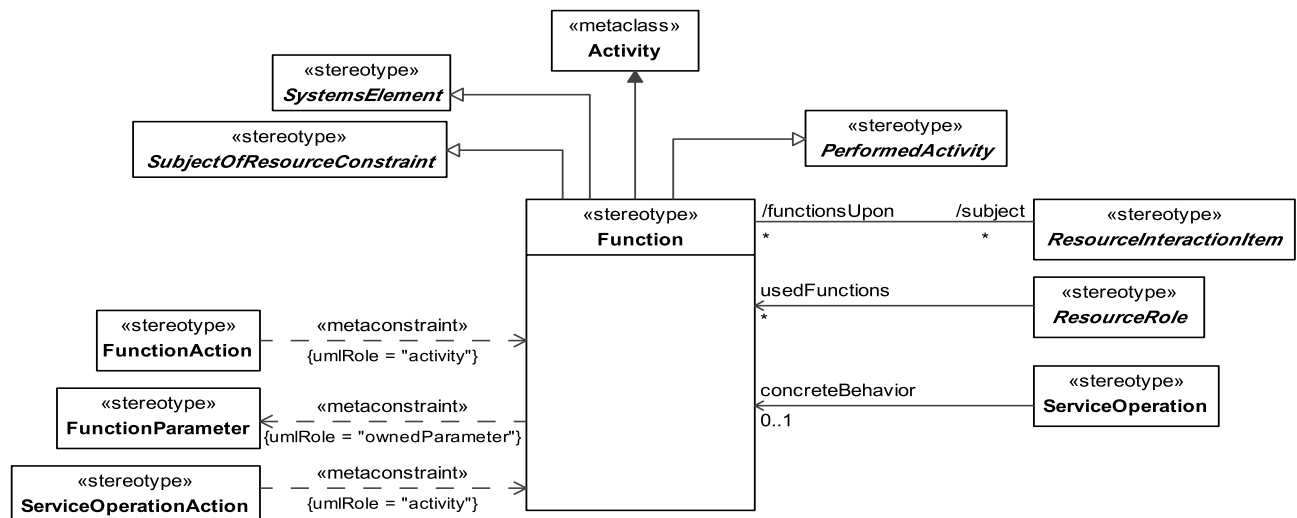 «metaclass»
Activity
«stereotype»
SystemsElement
«stereotype»
SubjectOfResourceConstraint
«stereotype»
PerformedActivity
«stereotype»
Function
/functionsUpon
*
/subject
*
«stereotype»
ResourceInteractionItem
usedFunctions
*
«stereotype»
ResourceRole
«stereotype»
FunctionAction
«metaconstraint»
{umlRole = "activity"}
concreteBehavior
0..1
«stereotype»
ServiceOperation
«stereotype»
FunctionParameter
«metaconstraint»
{umlRole = "ownedParameter"}
«stereotype»
ServiceOperationAction
«metaconstraint»
{umlRole = "activity"}